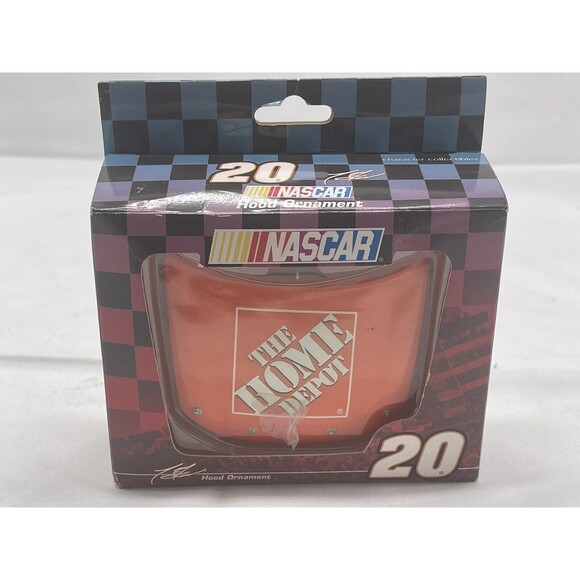 20
character collectibles
NASCAR
Hood Ornament
NASCAR
THE
HOME
DEPOT
®
Hood Ornament
20